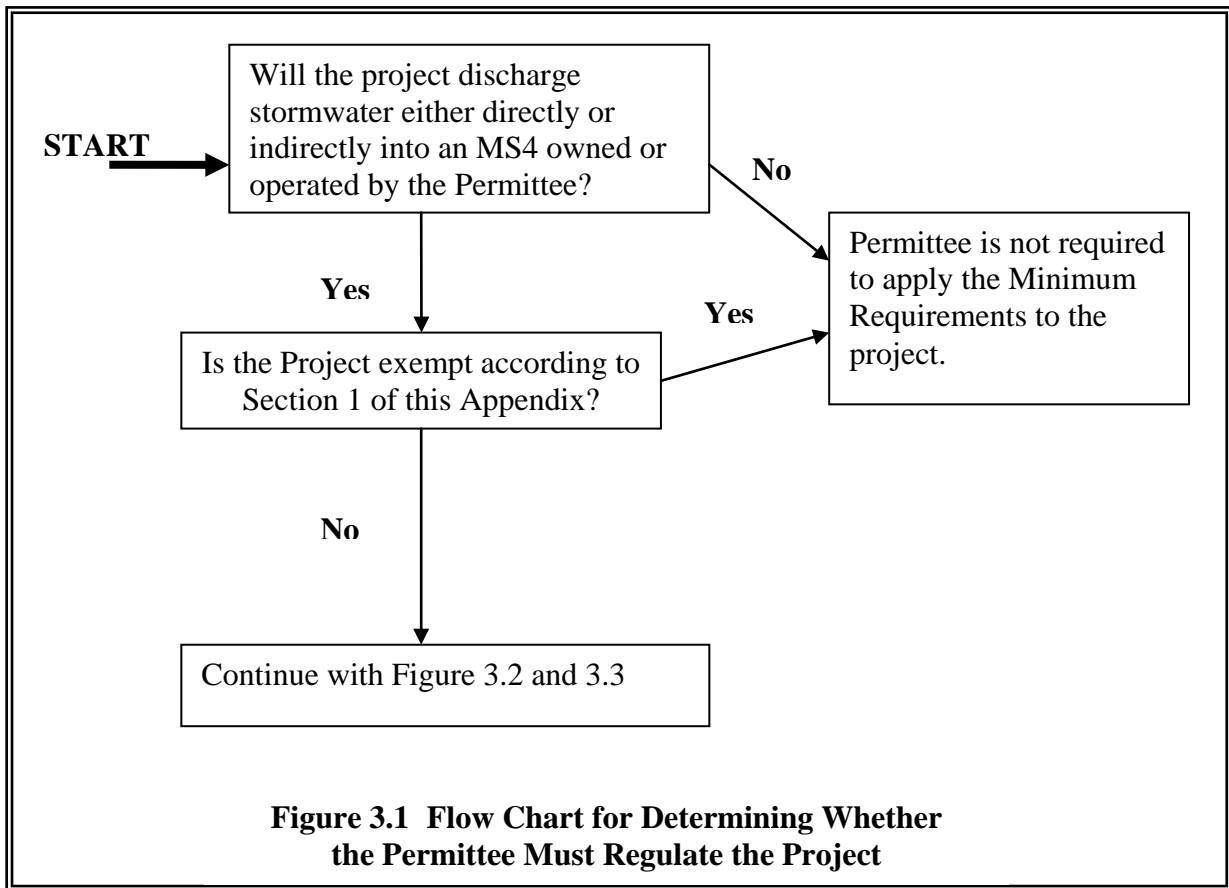 Will the project discharge
stormwater either directly or
indirectly into an MS4 owned or
operated by the Permittee?
START
No
Permittee is not required
to apply the Minimum
Requirements to the
project.
Yes
Yes
Is the Project exempt according to
Section 1 of this Appendix?
No
Continue with Figure 3.2 and 3.3
Figure 3.1 Flow Chart for Determining Whether
the Permittee Must Regulate the Project